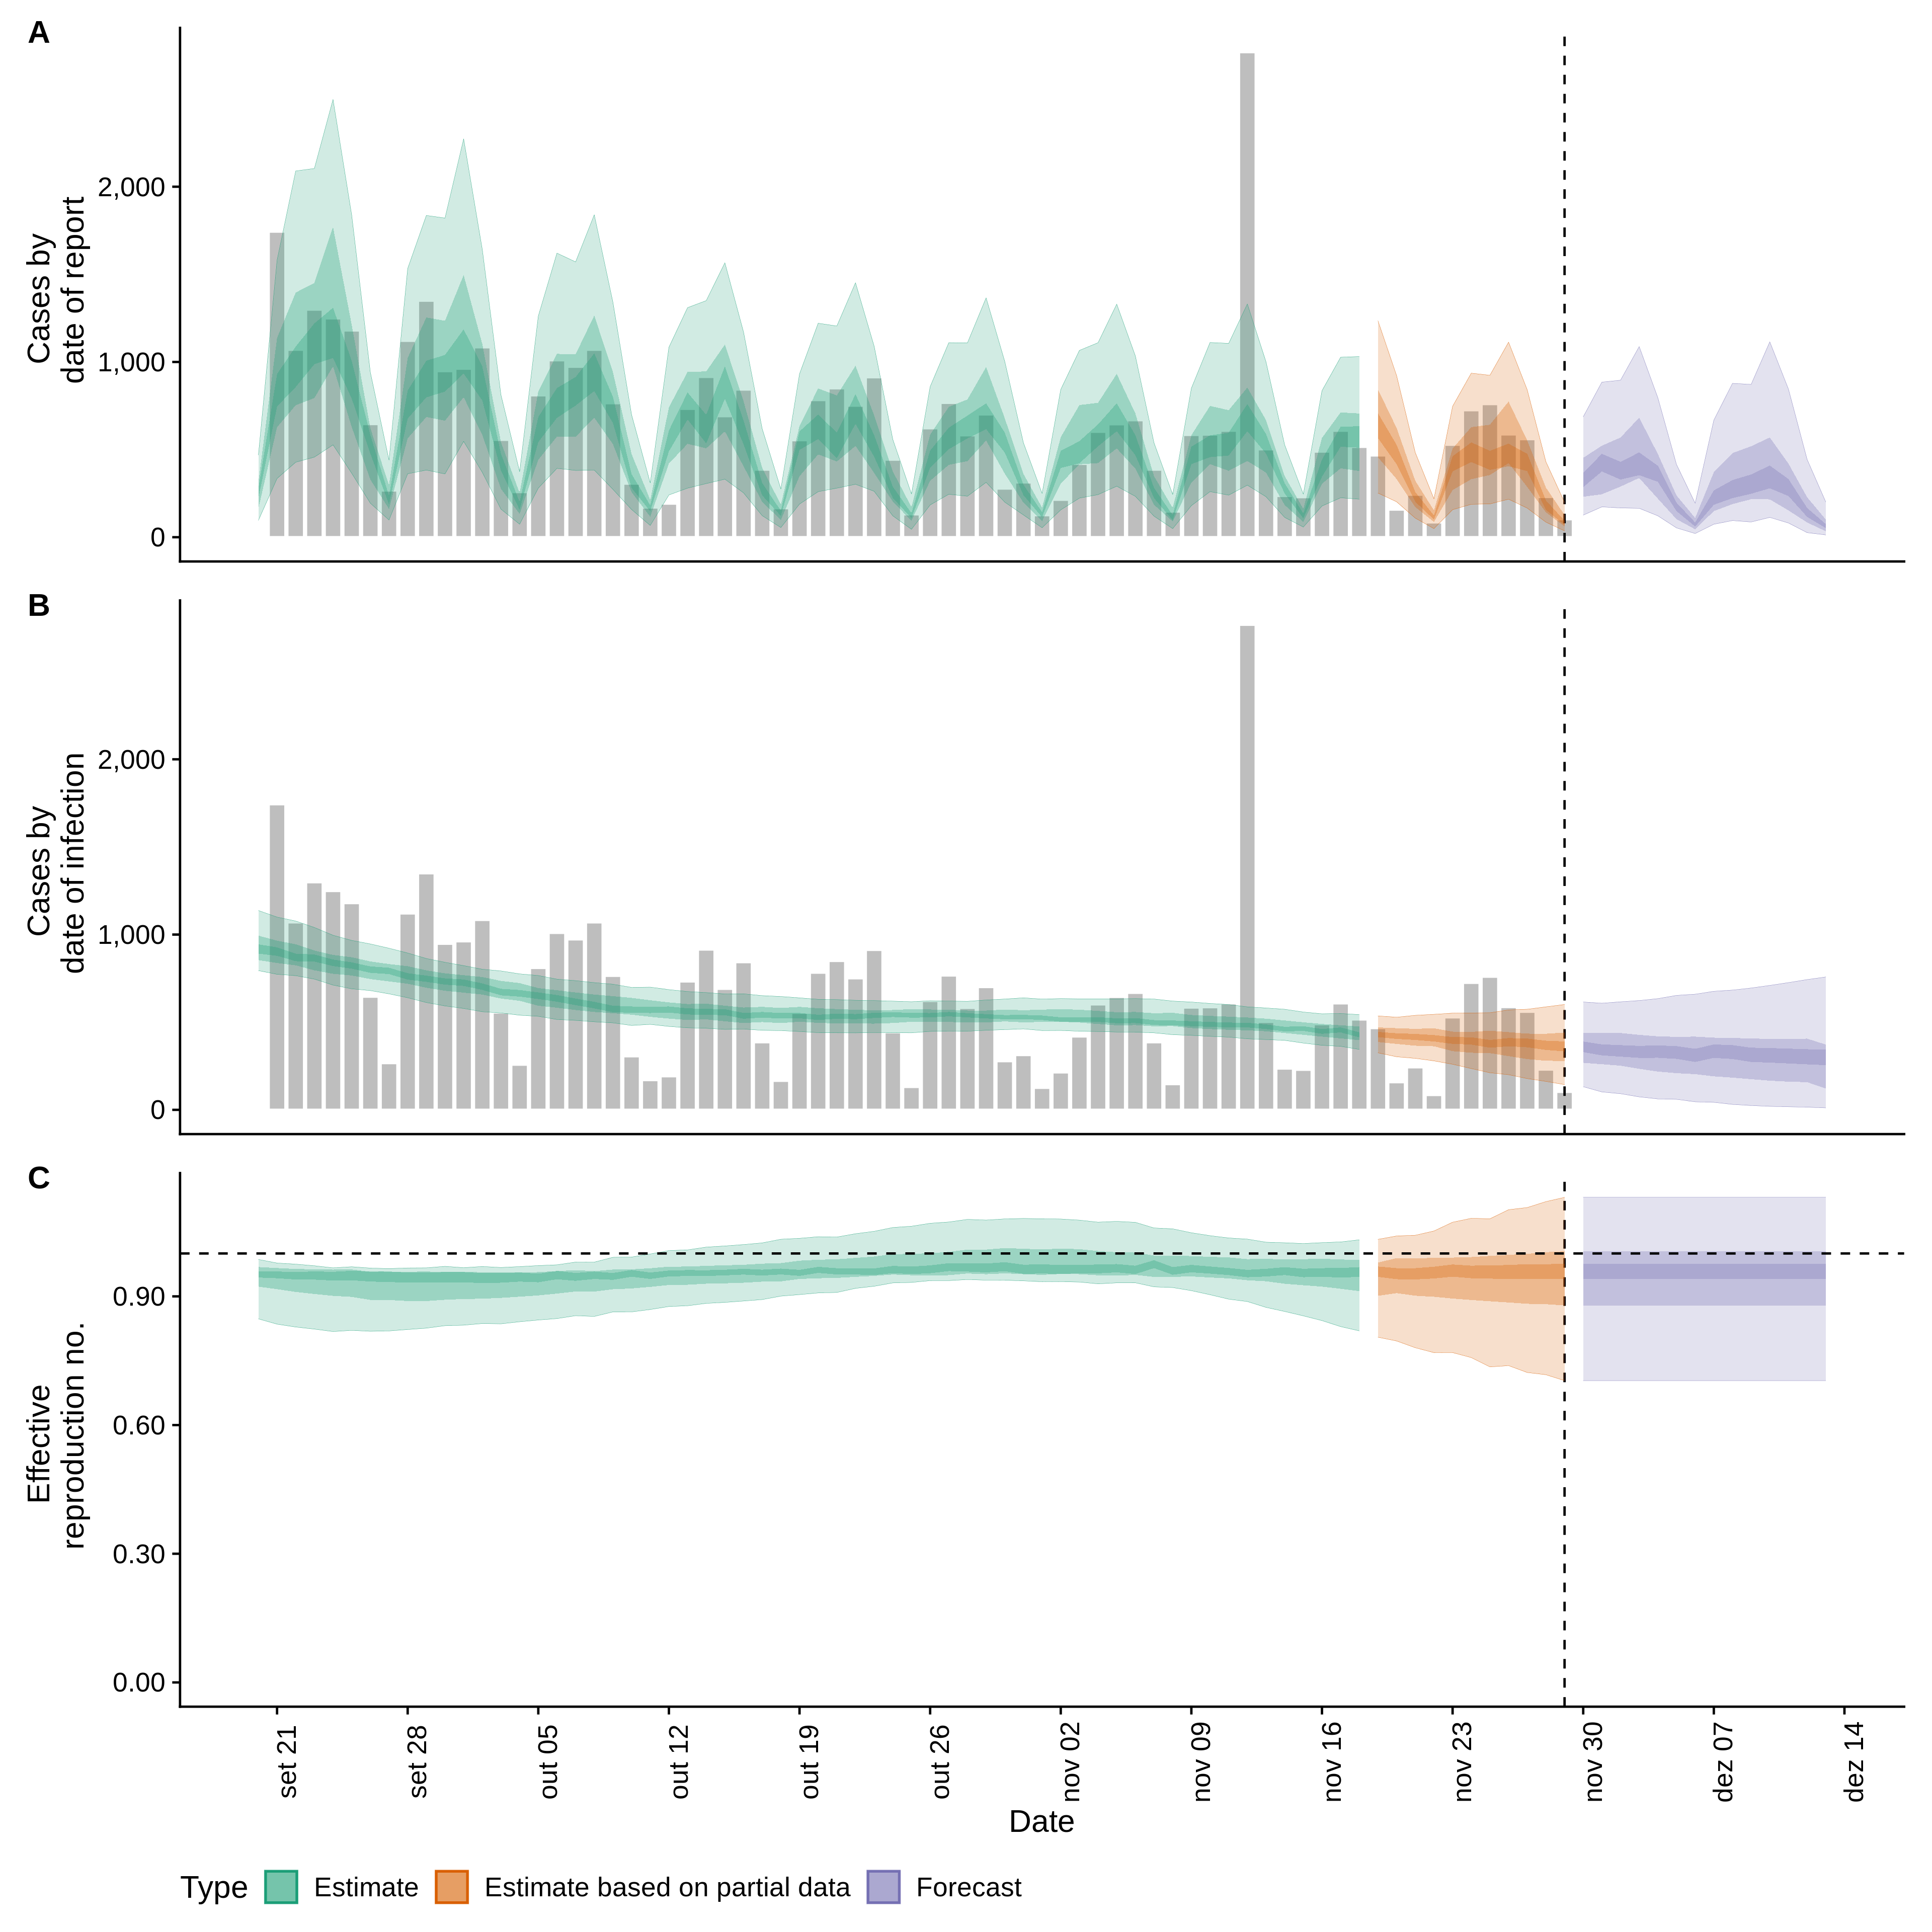 A
Cases by
date of report
2,000
1,000
0
B
Cases by
date of infection
2,000
1,000
0
C
Effective
reproduction no.
0.90
0.60
0.30
0.00
set 21
set 28
out 05
out 12
out 19
out 26
nov 02
nov 09
nov 16
nov 23
nov 30
dez 07
dez 14
Date
Type Estimate Estimate based on partial data Forecast